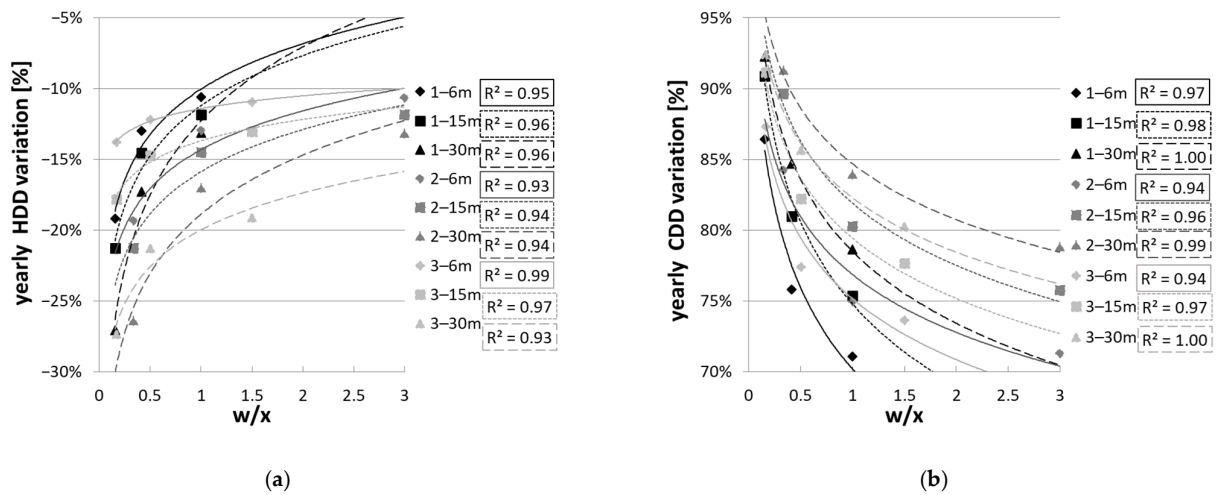 −5%
−10%
−15%
−20%
−25%
−30%
yearly HDD variation [%]
0
0.5
1
1.5
2
2.5
3
w/x
1–6m
R² = 0.95
1–15m
R² = 0.96
1–30m
R² = 0.96
2–6m
R² = 0.93
2–15m
R² = 0.94
2–30m
R² = 0.94
3–6m
R² = 0.99
3–15m
R² = 0.97
3–30m
R² = 0.93
(a)
95%
90%
85%
80%
75%
70%
yearly CDD variation [%]
0
0.5
1
1.5
2
2.5
3
w/x
1–6m
R² = 0.97
1–15m
R² = 0.98
1–30m
R² = 1.00
2–6m
R² = 0.94
2–15m
R² = 0.96
2–30m
R² = 0.99
3–6m
R² = 0.94
3–15m
R² = 0.97
3–30m
R² = 1.00
(b)